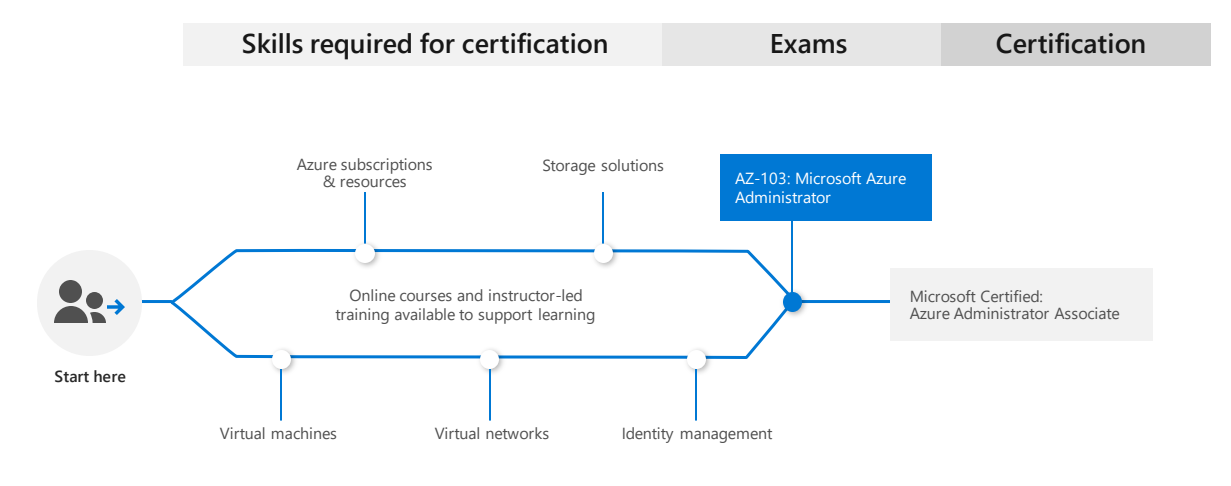 Skills required for certification
Exams
Certification
Azure subscriptions
& resources
Storage solutions
AZ-103: Microsoft Azure
Administrator
Online courses and instructor-led
training available to support learning
Microsoft Certified:
Azure Administrator Associate
Start here
Virtual machines
Virtual networks
Identity management